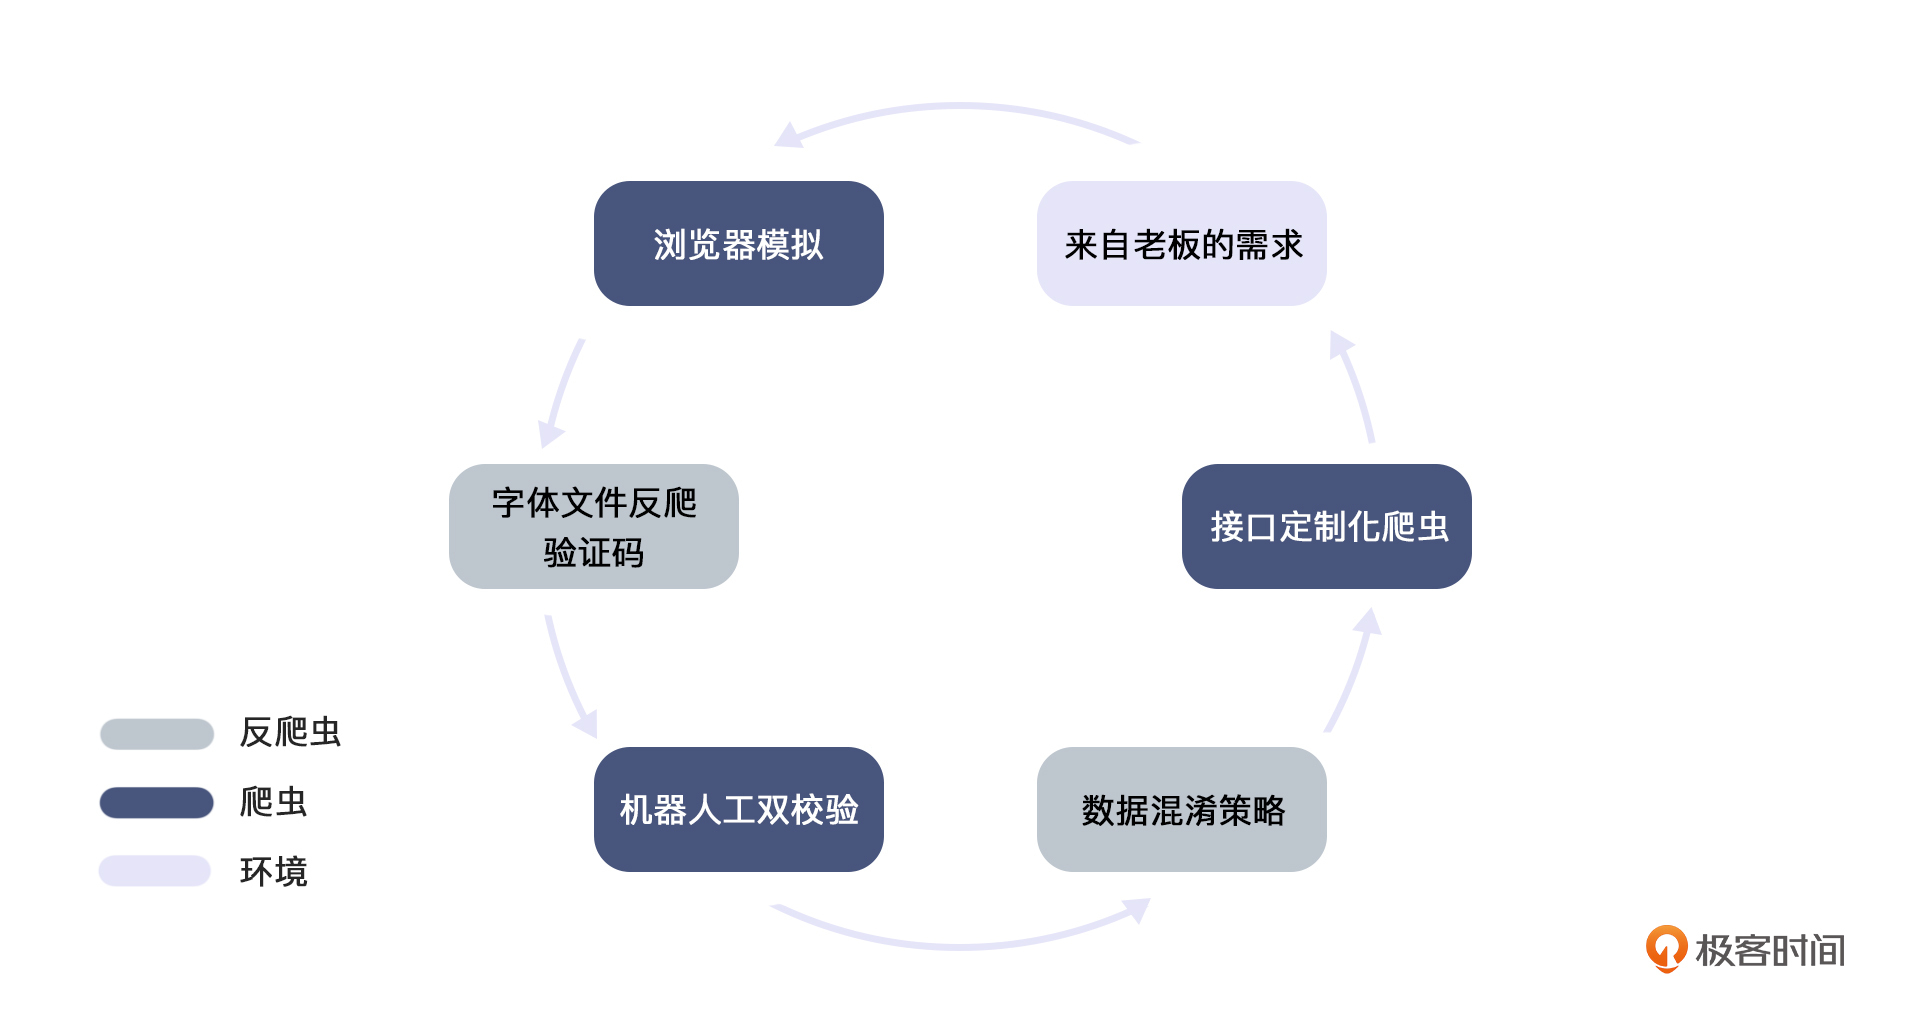 浏览器模拟
来自老板的需求
字体文件反爬
验证码
接口定制化爬虫
机器人工双校验
数据混淆策略
反爬虫
爬虫
环境
极客时间